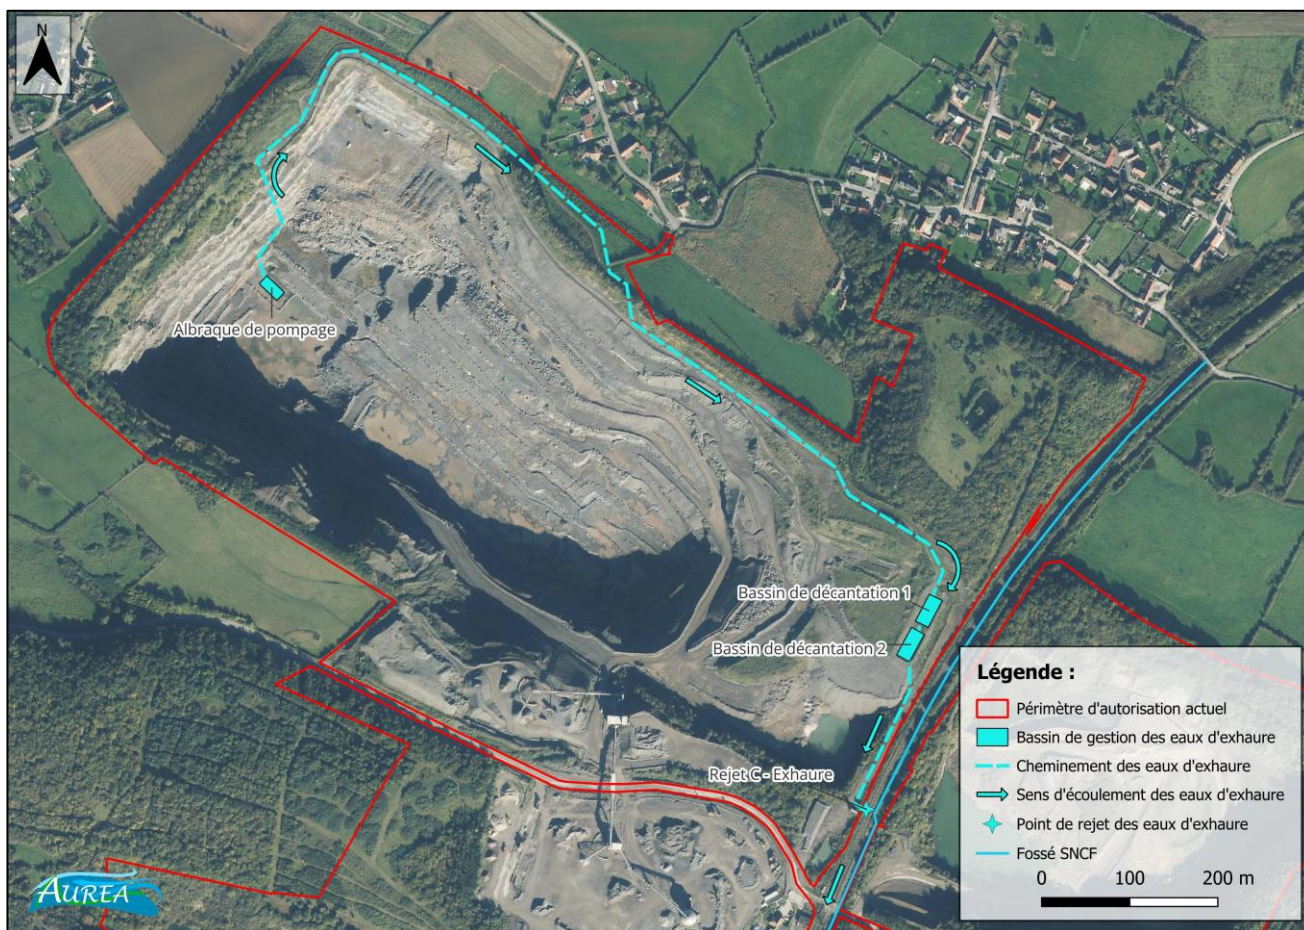 N
Albraque de pompage
Bassin de décantation 1
Bassin de décantation 2
Rejet C - Exhaure
Légende :
Périmètre d'autorisation actuel
Bassin de gestion des eaux d'exhaure
Cheminement des eaux d'exhaure
Sens d'écoulement des eaux d'exhaure
Point de rejet des eaux d'exhaure
Fossé SNCF
0 100 200 m
AUREA